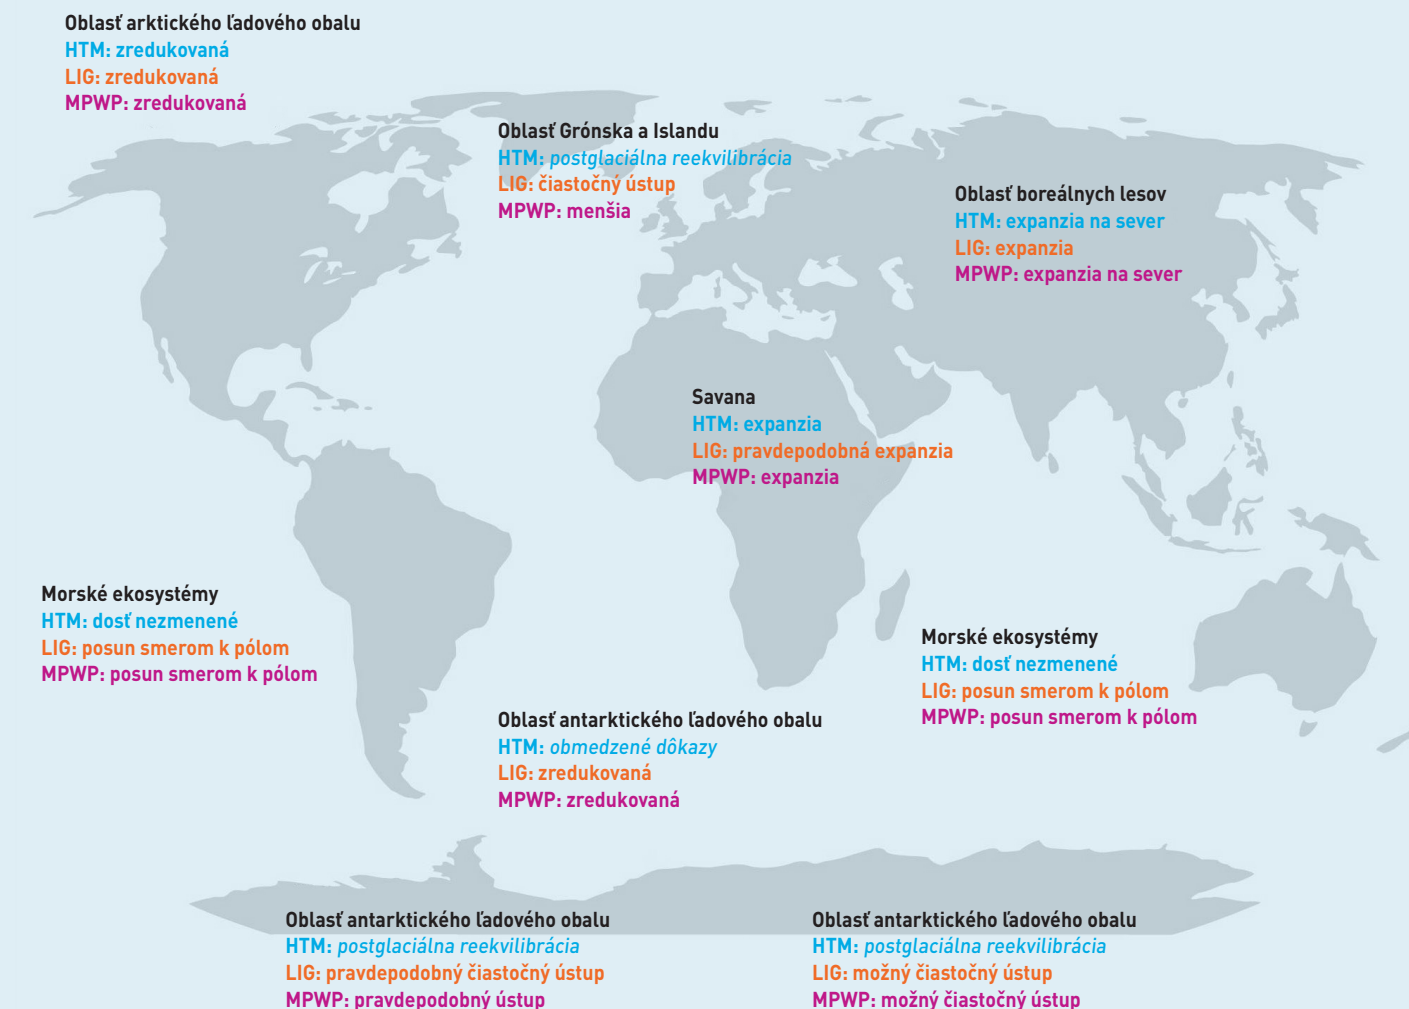 Oblasť arktického ľadového obalu
HTM: zredukovaná
LIG: zredukovaná
MPWP: zredukovaná
Oblasť Grónska a Islandu
HTM: postglaciálna reekvilibrácia
LIG: čiastočný ústup
MPWP: menšia
Oblasť boreálnych lesov
HTM: expanzia na sever
LIG: expanzia
MPWP: expanzia na sever
Savana
HTM: expanzia
LIG: pravdepodobná expanzia
MPWP: expanzia
Morské ekosystémy
HTM: dosť nezmenené
LIG: posun smerom k pólom
MPWP: posun smerom k pólom
Morské ekosystémy
HTM: dosť nezmenené
LIG: posun smerom k pólom
MPWP: posun smerom k pólom
Oblasť antarktického ľadového obalu
HTM: obmedzené dôkazy
LIG: zredukovaná
MPWP: zredukovaná
Oblasť antarktického ľadového obalu
HTM: postglaciálna reekvilibrácia
LIG: pravdepodobný čiastočný ústup
MPWP: pravdepodobný ústup
Oblasť antarktického ľadového obalu
HTM: postglaciálna reekvilibrácia
LIG: možný čiastočný ústup
MPWP: možný čiastočný ústup